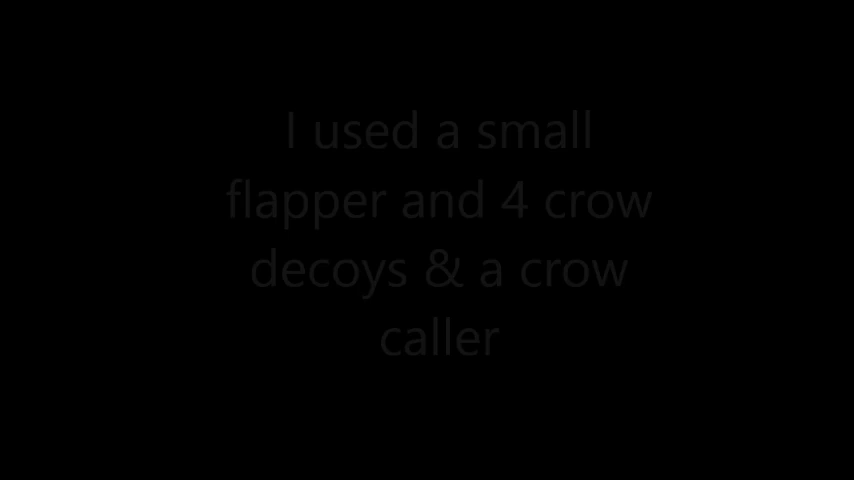 I used a small
flapper and 4 crow
decoys & a crow
caller